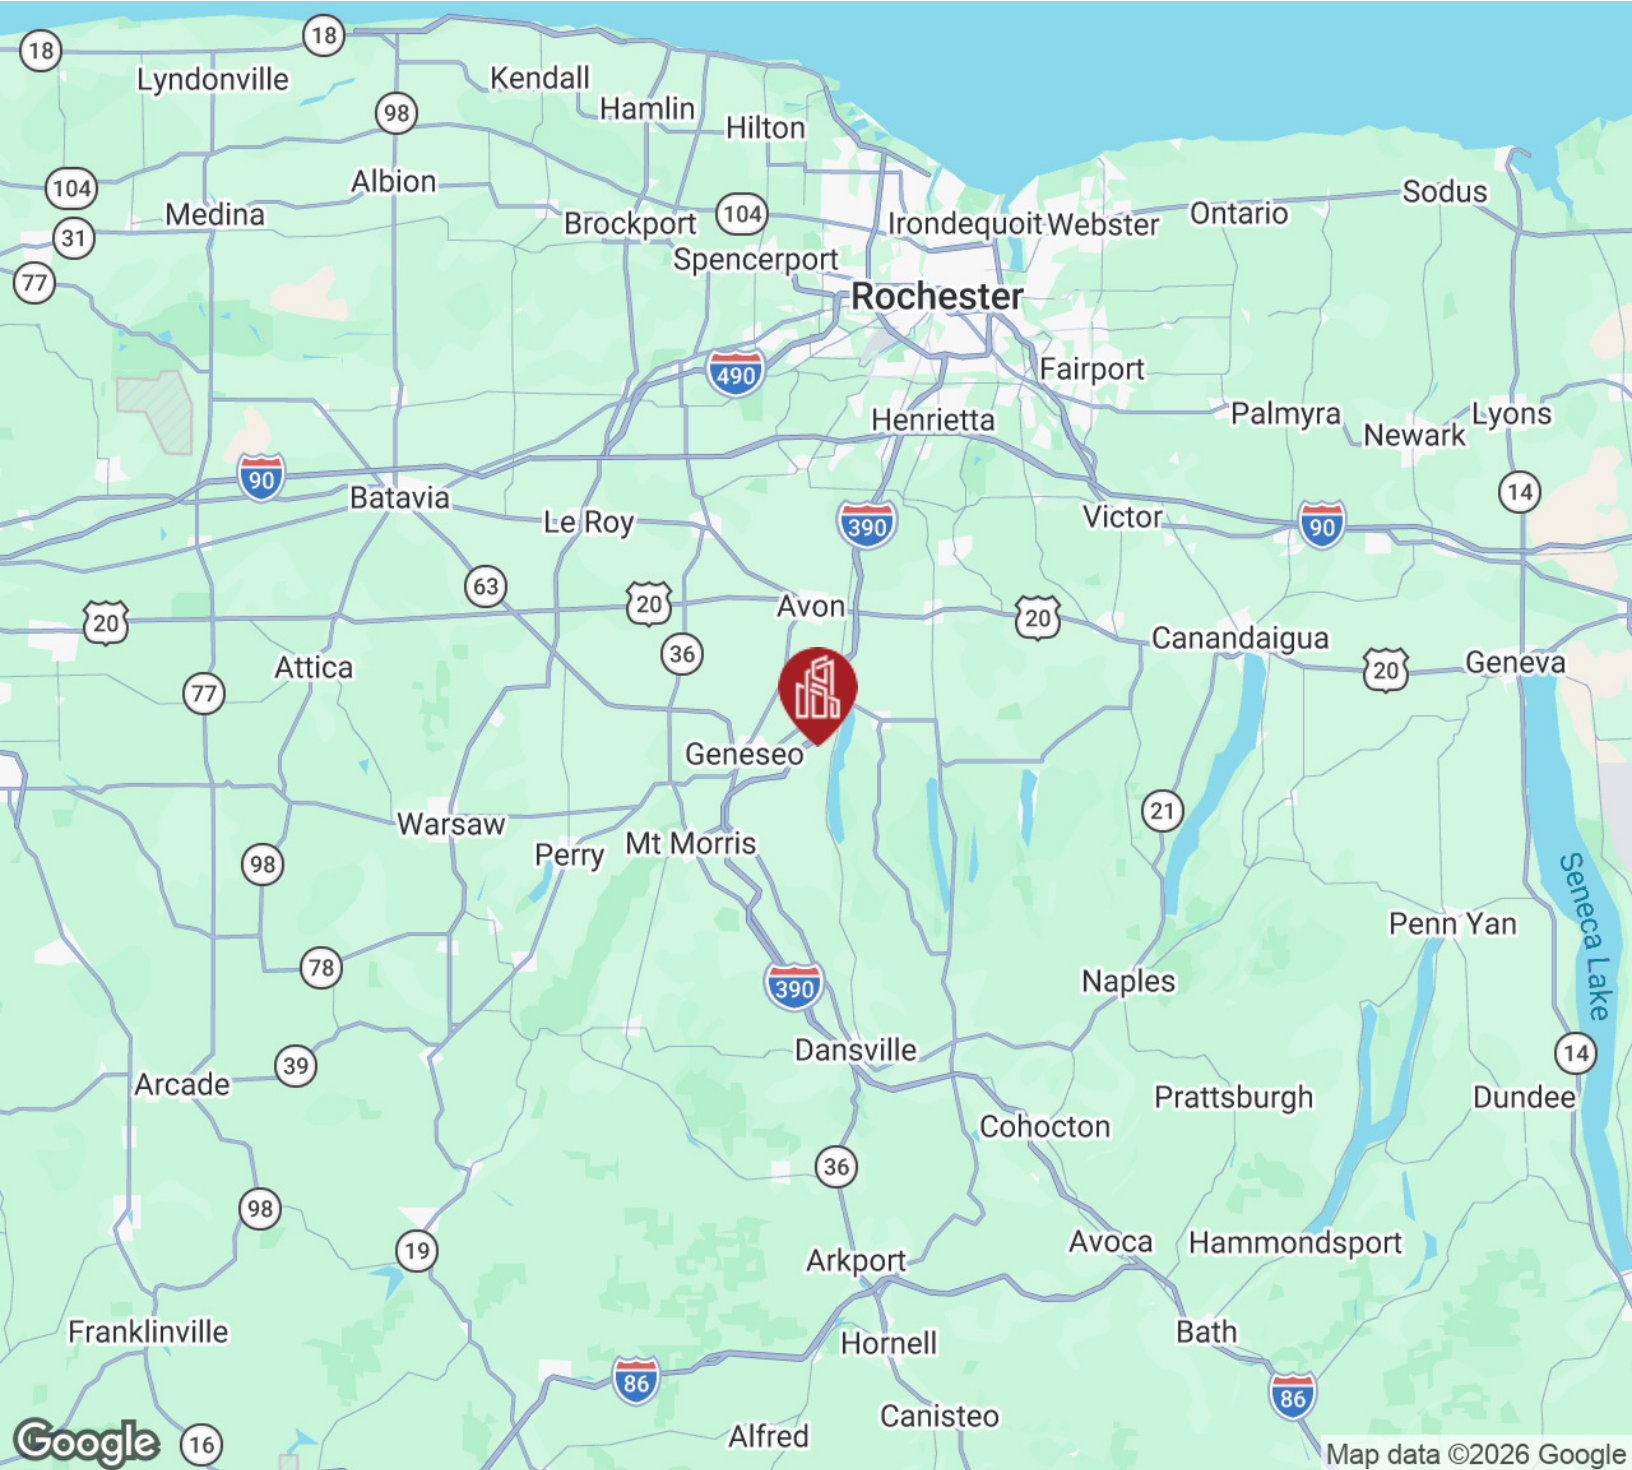 18
18
Lyndonville
Kendall
Hamlin
98
Hilton
Albion
104
Medina
Sodus
104
Brockport
Irondequoit
Webster
Ontario
31
Spencerport
77
Rochester
490
Fairport
Henrietta
Palmyra
Newark
Lyons
90
Batavia
14
Le Roy
390
Victor
90
63
20
Avon
20
20
36
Canandaigua
20
Geneva
Attica
77
Geneseo
21
Warsaw
Perry
Mt Morris
98
Seneca Lake
Penn Yan
78
390
Naples
Dansville
39
14
Arcade
Prattsburgh
Dundee
Cohocton
36
98
19
Avoca
Hammondsport
Arkport
Franklinville
Hornell
Bath
86
86
Canisteo
Alfred
Google
16
Map data ©2026 Google